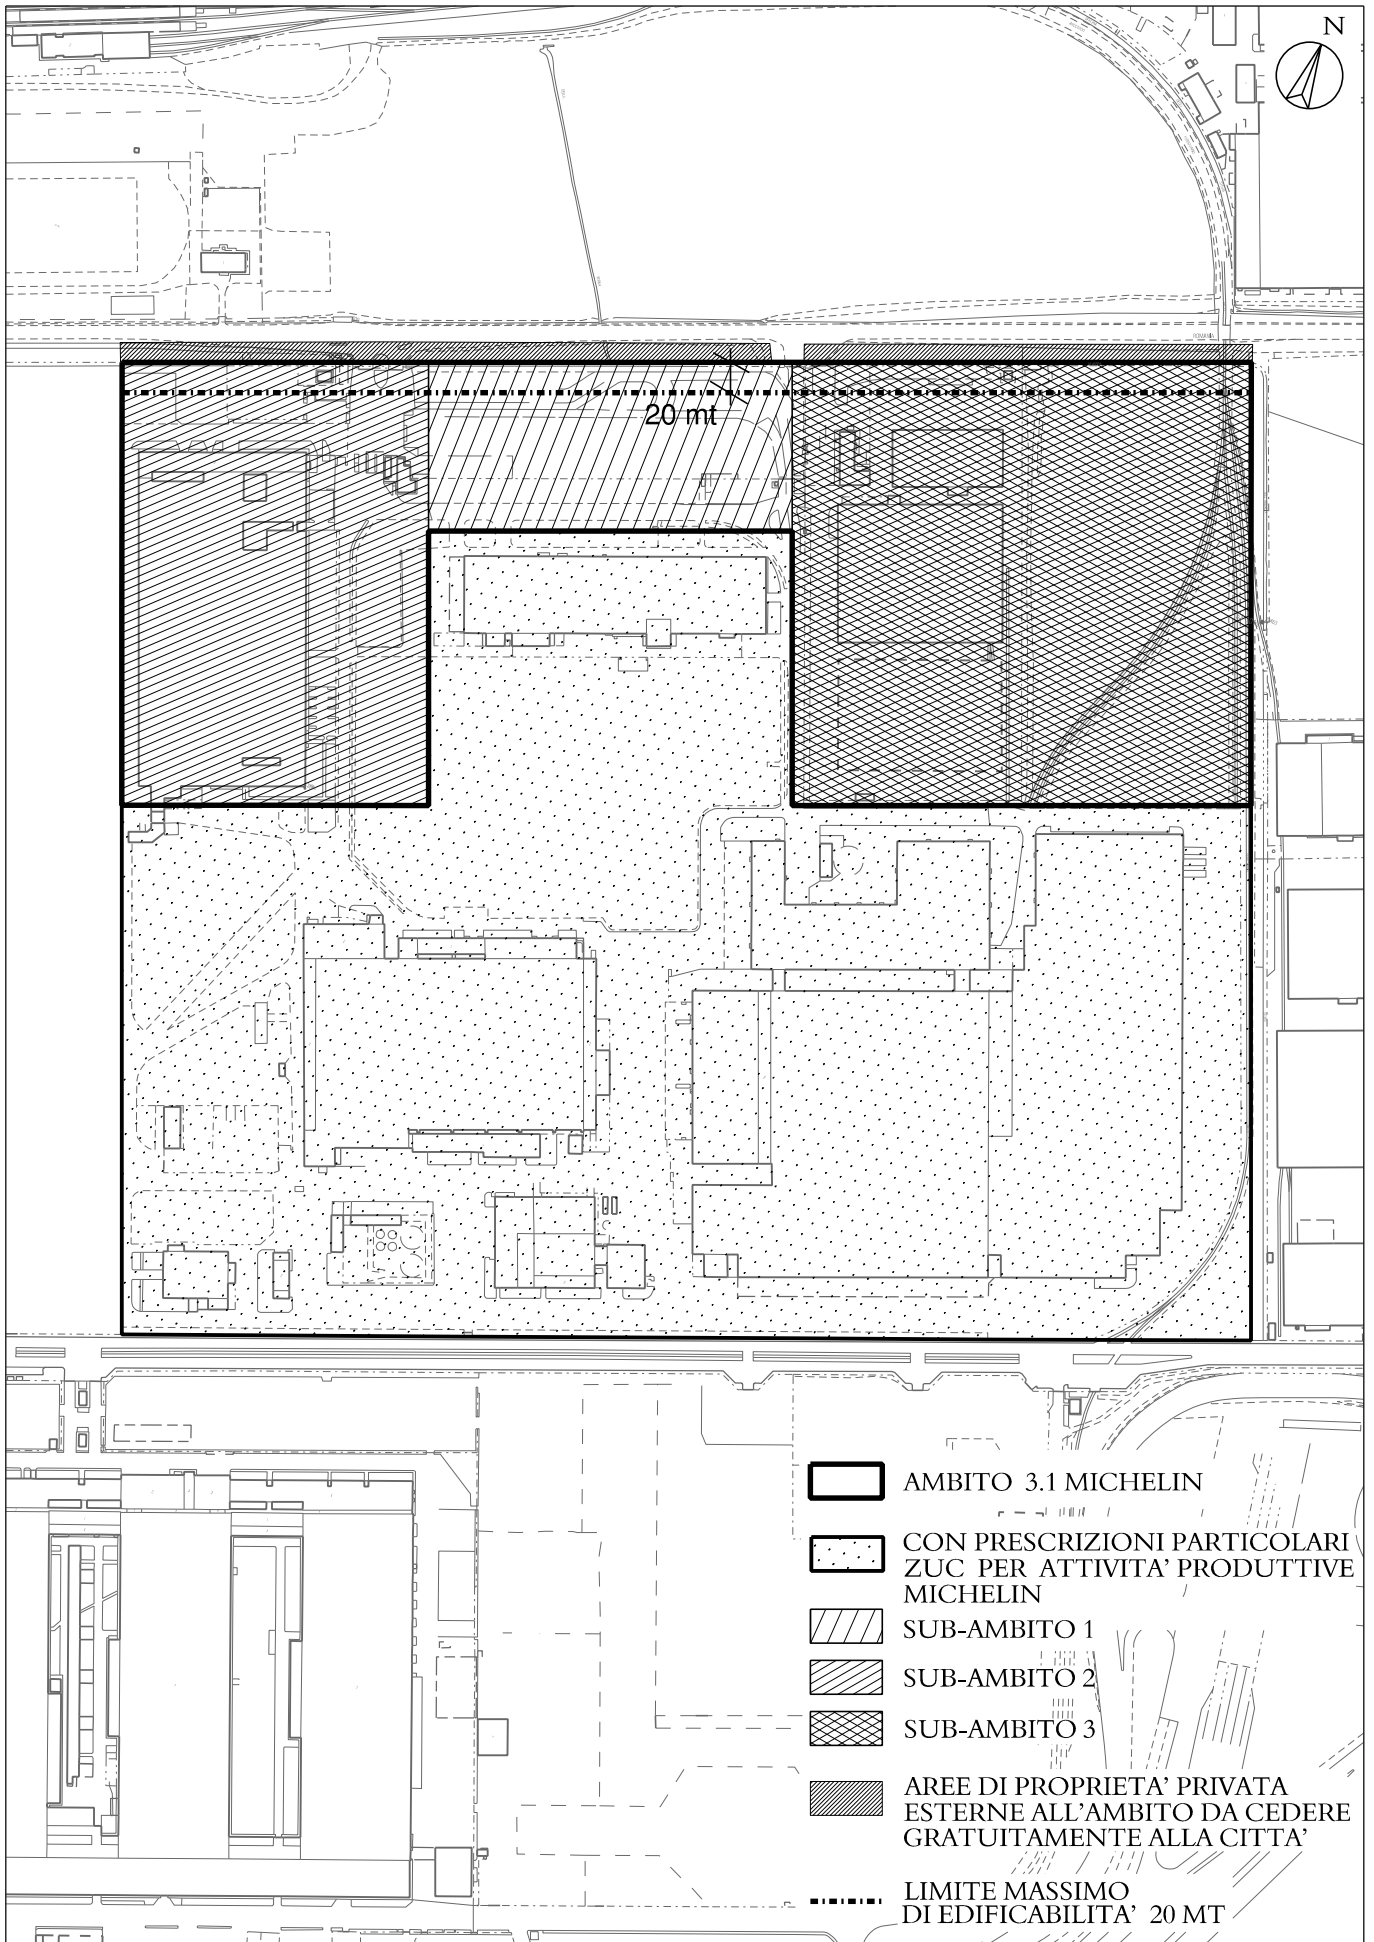 N
20 mt
AMBITO 3.1 MICHELIN
CON PRESCRIZIONI PARTICOLARI
ZUC PER ATTIVITA' PRODUTTIVE
MICHELIN
SUB-AMBITO 1
SUB-AMBITO 2
SUB-AMBITO 3
AREE DI PROPRIETA' PRIVATA
ESTERNE ALL'AMBITO DA CEDERE
GRATUITAMENTE ALLA CITTA'
LIMITE MASSIMO
DI EDIFICABILITA' 20 MT